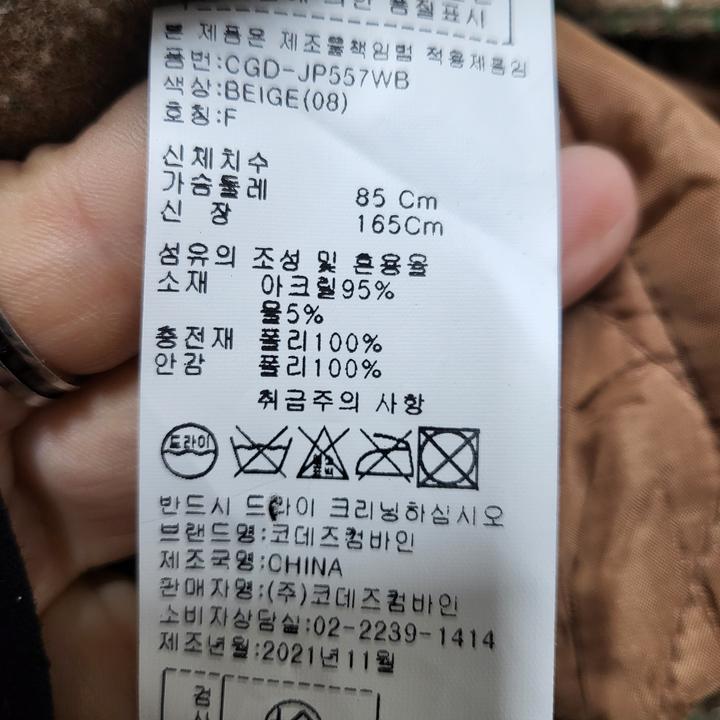 의한 품질표시
본 제품은 제조물책임법 적용제품임
품번:CGD-JP557WB
색상:BEIGE(08)
호칭:F
신체치수
가슴둘레 85 Cm
신 장 165Cm
섬유의 조성 및 혼용율
소재 아크릴95%
울5%
충전재 폴리100%
안감 폴리100%
취급주의 사항
드라이
반드시 드라이 크리닝하십시오
브랜드명:코데즈컴바인
제조국명:CHINA
판매자명:(주)코데즈컴바인
소비자상담실:02-2239-1414
제조년월:2021년11월
검